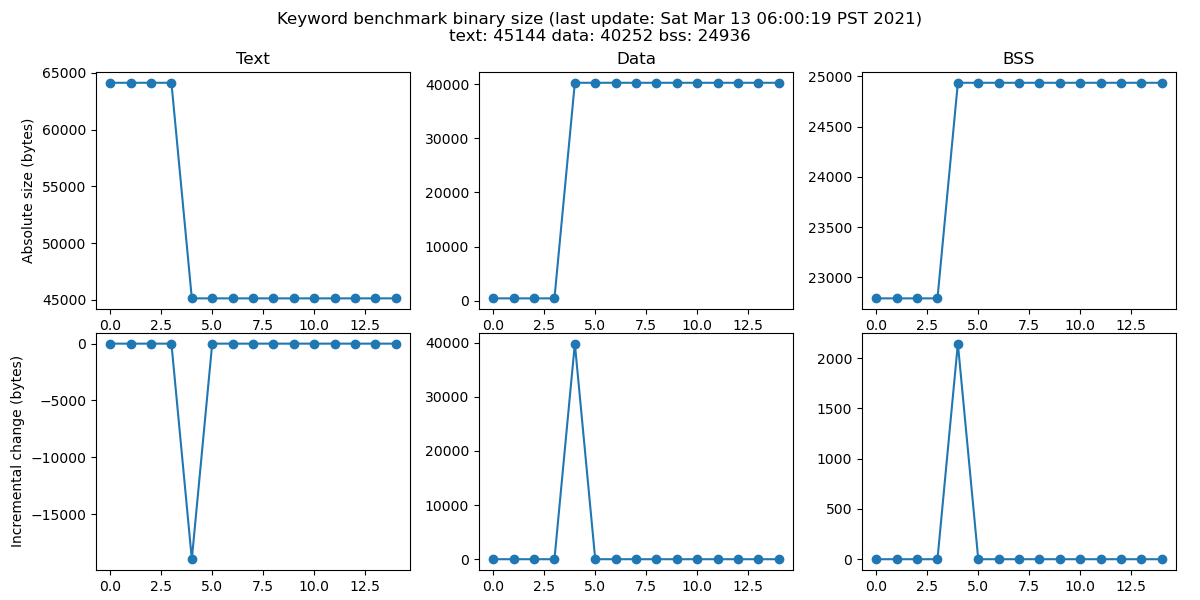 Keyword benchmark binary size (last update: Sat Mar 13 06:00:19 PST 2021)
text: 45144 data: 40252 bss: 24936
Text
Data
BSS
Absolute size (bytes)
65000
60000
55000
50000
45000
0.0 2.5 5.0 7.5 10.0 12.5
40000
30000
20000
10000
0
0.0 2.5 5.0 7.5 10.0 12.5
25000
24500
24000
23500
23000
0.0 2.5 5.0 7.5 10.0 12.5
Incremental change (bytes)
0
−5000
−10000
−15000
0.0 2.5 5.0 7.5 10.0 12.5
40000
30000
20000
10000
0
0.0 2.5 5.0 7.5 10.0 12.5
2000
1500
1000
500
0
0.0 2.5 5.0 7.5 10.0 12.5